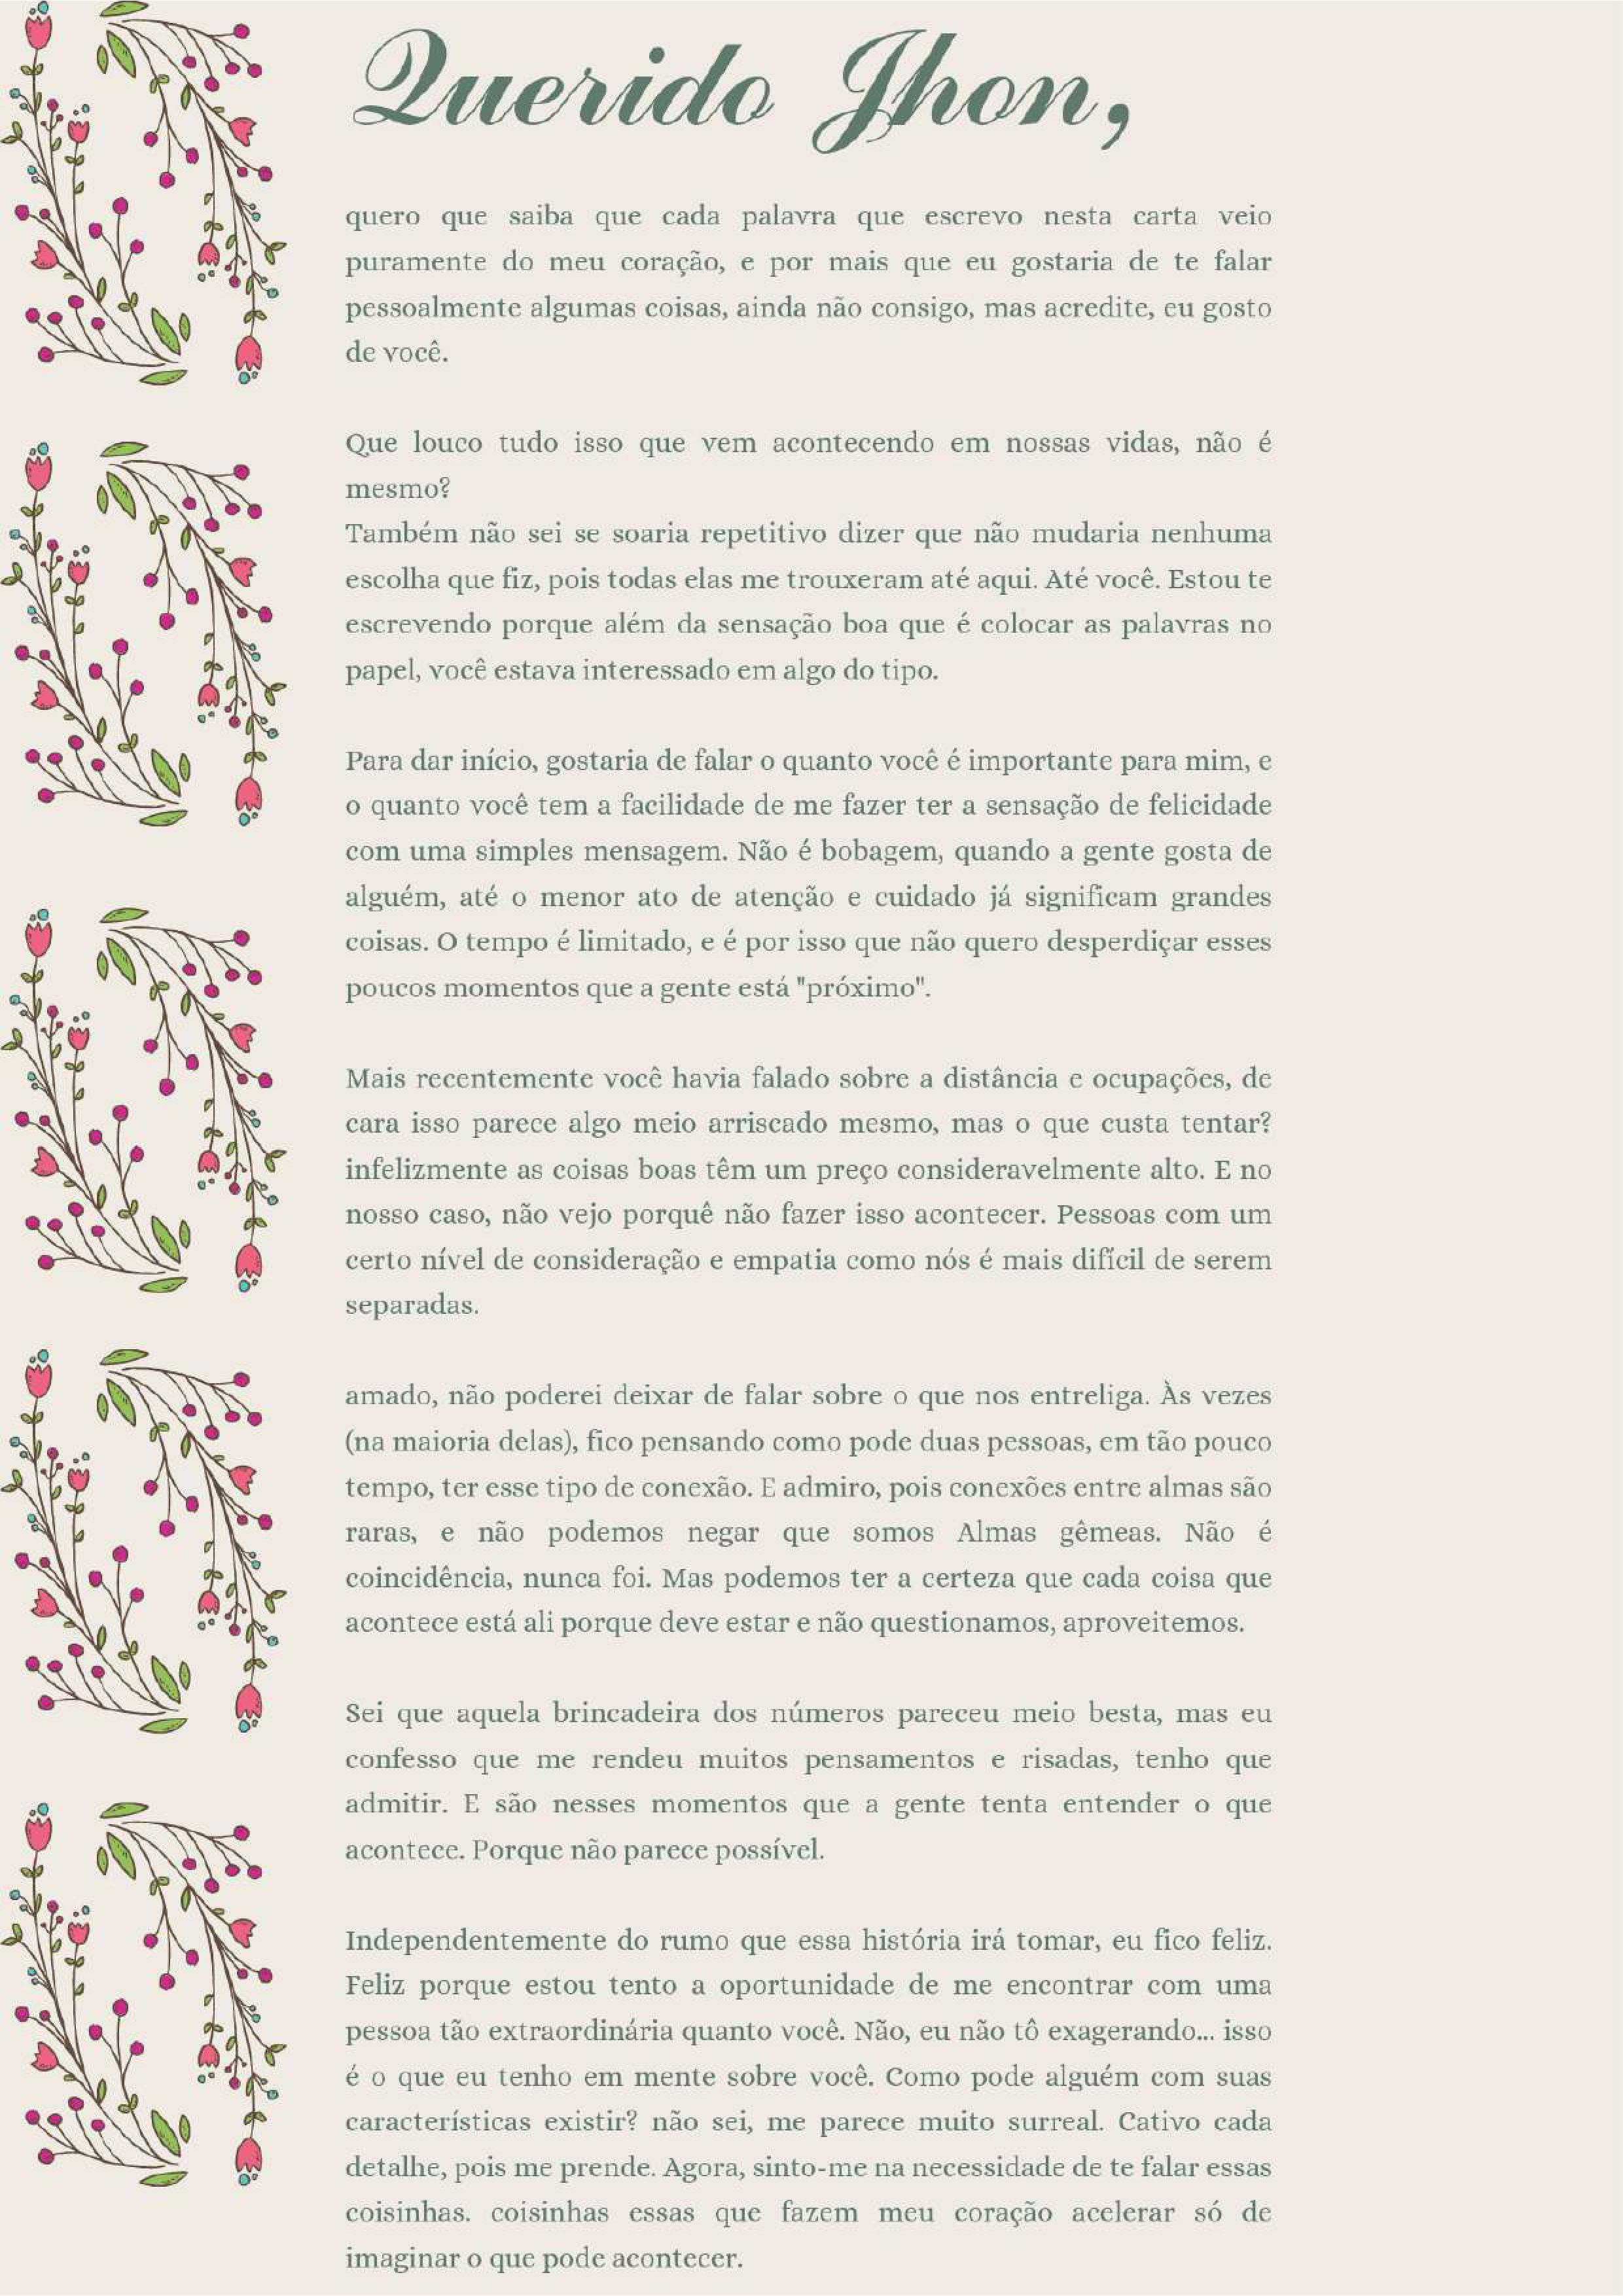 Querido Jhon,
quero que saiba que cada palavra que escrevo nesta carta veio
puramente do meu coração, e por mais que eu gostaria de te falar
pessoalmente algumas coisas, ainda não consigo, mas acredite, eu gosto
de você.
Que louco tudo isso que vem acontecendo em nossas vidas, não é
mesmo?
Também não sei se soaria repetitivo dizer que não mudaria nenhuma
escolha que fiz, pois todas elas me trouxeram até aqui. Até você. Estou te
escrevendo porque além da sensação boa que é colocar as palavras no
papel, você estava interessado em algo do tipo.
Para dar início, gostaria de falar o quanto você é importante para mim, e
o quanto você tem a facilidade de me fazer ter a sensação de felicidade
com uma simples mensagem. Não é bobagem, quando a gente gosta de
alguém, até o menor ato de atenção e cuidado já significam grandes
coisas. O tempo é limitado, e é por isso que não quero desperdiçar esses
poucos momentos que a gente está "próximo".
Mais recentemente você havia falado sobre a distância e ocupações, de
cara isso parece algo meio arriscado mesmo, mas o que custa tentar?
infelizmente as coisas boas têm um preço consideravelmente alto. E no
nosso caso, não vejo porquê não fazer isso acontecer. Pessoas com um
certo nível de consideração e empatia como nós é mais difícil de serem
separadas.
amado, não poderei deixar de falar sobre o que nos entreliga. Às vezes
(na maioria delas), fico pensando como pode duas pessoas, em tão pouco
tempo, ter esse tipo de conexão. E admiro, pois conexões entre almas são
raras, e não podemos negar que somos Almas gêmeas. Não é
coincidência, nunca foi. Mas podemos ter a certeza que cada coisa que
acontece está ali porque deve estar e não questionamos, aproveitemos.
Sei que aquela brincadeira dos números pareceu meio besta, mas eu
confesso que me rendeu muitos pensamentos e risadas, tenho que
admitir. E são nesses momentos que a gente tenta entender o que
acontece. Porque não parece possível.
Independentemente do rumo que essa história irá tomar, eu fico feliz.
Feliz porque estou tento a oportunidade de me encontrar com uma
pessoa tão extraordinária quanto você. Não, eu não tô exagerando... isso
é o que eu tenho em mente sobre você. Como pode alguém com suas
características existir? não sei, me parece muito surreal. Cativo cada
detalhe, pois me prende. Agora, sinto-me na necessidade de te falar essas
coisinhas. coisinhas essas que fazem meu coração acelerar só de
imaginar o que pode acontecer.